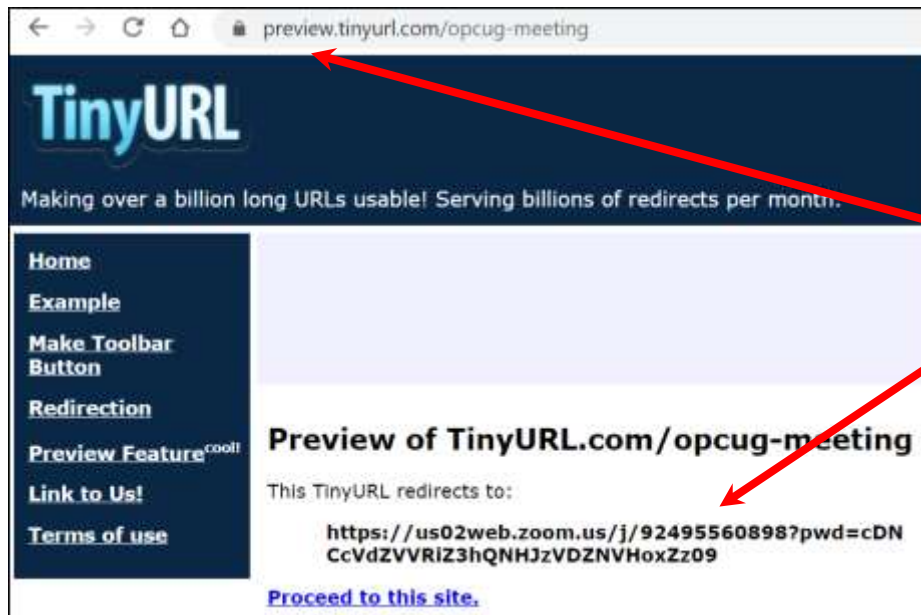 preview.tinyurl.com/opcug-meeting
TinyURL
Making over a billion long URLs usable! Serving billions of redirects per month.
Home
Example
Make Toolbar
Button
Redirection
Preview Feature cool!
Link to Us!
Terms of use
Preview of TinyURL.com/opcug-meeting
This TinyURL redirects to:
https://us02web.zoom.us/j/92495560898?pwd=cDN
CcVdZVVRiZ3hQNHJzVDZNVHoxZz09
Proceed to this site.